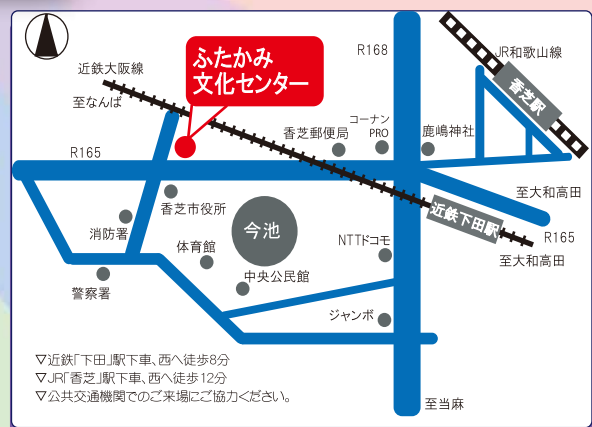 R168
JR和歌山線
香芝駅
ふたかみ
文化センター
近鉄大阪線
至なんば
コーナン
PRO
香芝郵便局
鹿嶋神社
R165
至大和高田
香芝市役所
近鉄下田駅
R165
消防署
今池
体育館
NTTドコモ
至大和高田
警察署
中央公民館
ジャンボ
▽近鉄「下田」駅下車、西へ徒歩8分
▽JR「香芝」駅下車、西へ徒歩12分
▽公共交通機関でのご来場にご協力ください。
至当麻